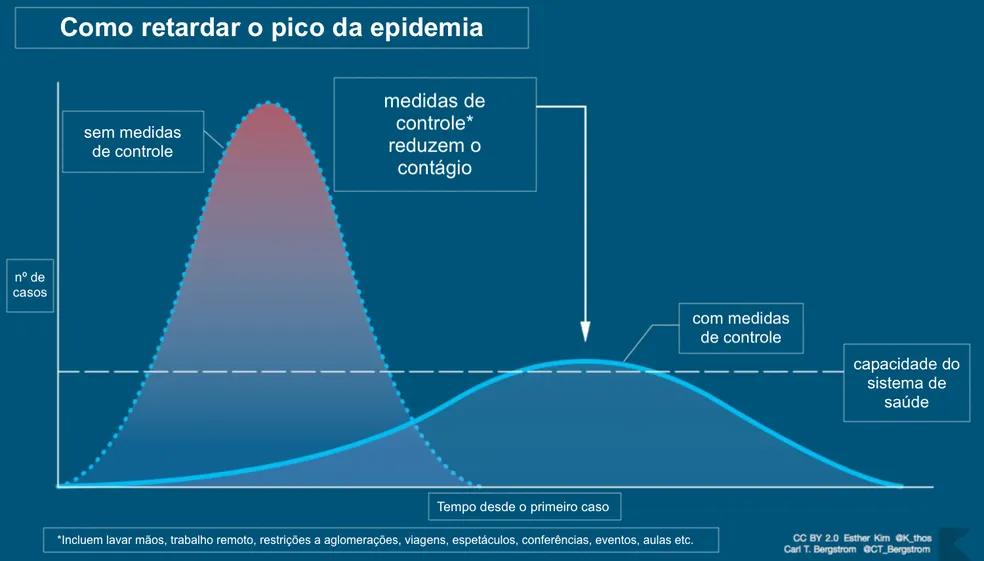 Como retardar o pico da epidemia
sem medidas
de controle
medidas de
controle*
reduzem o
contágio
nº de
casos
com medidas
de controle
capacidade do
sistema de
saúde
Tempo desde o primeiro caso
*Incluem lavar mãos, trabalho remoto, restrições a aglomerações, viagens, espetáculos, conferências, eventos, aulas etc.
CC BY 2.0 Esther Kim @K_thos
Carl T. Bergstrom @CT_Bergstrom